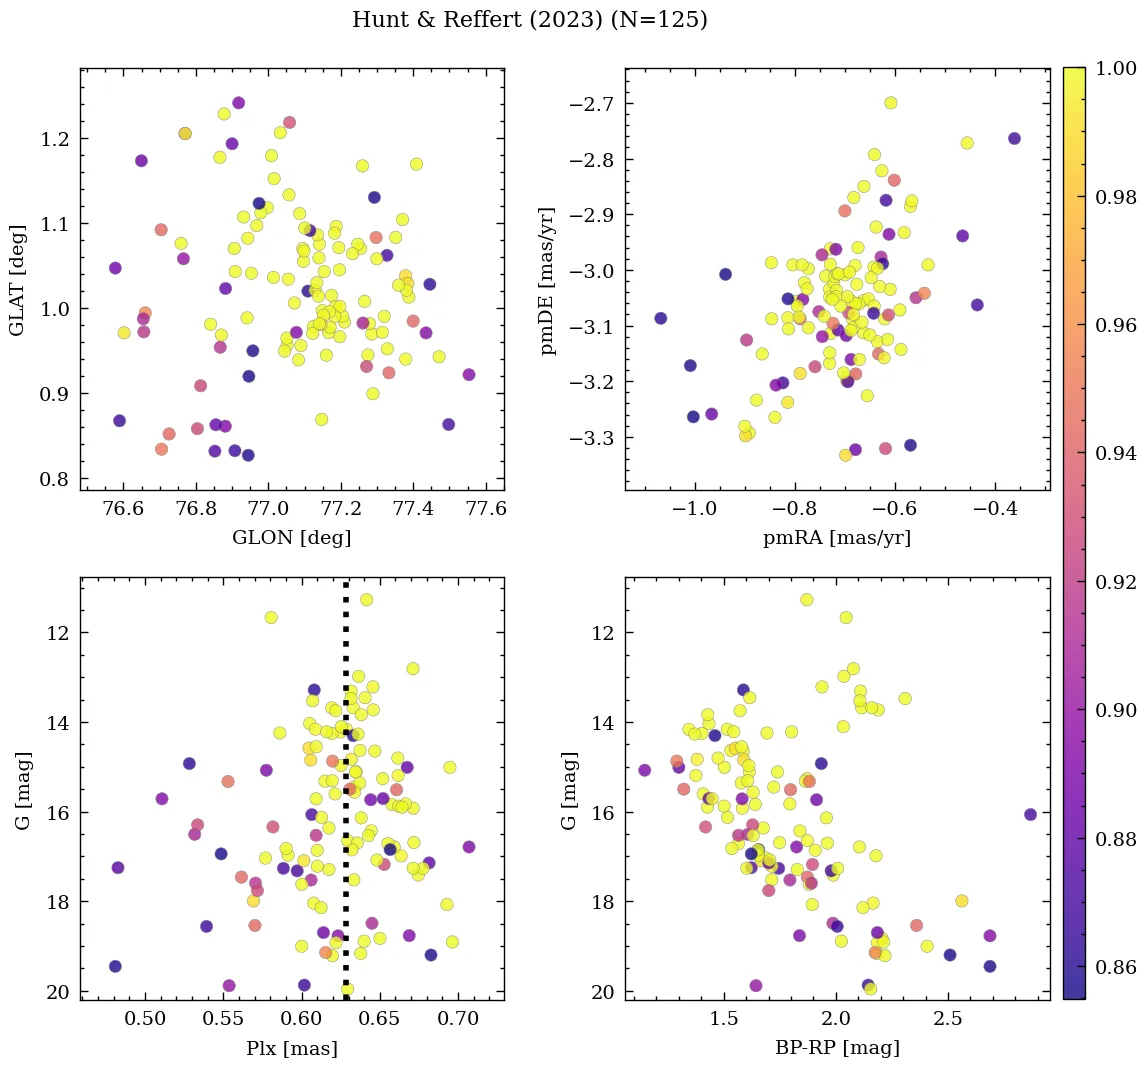 Hunt & Reffert (2023) (N=125)
1.2
1.1
1.0
0.9
0.8
GLAT [deg]
76.6 76.8 77.0 77.2 77.4 77.6
GLON [deg]
−2.7
−2.8
−2.9
−3.0
−3.1
−3.2
−3.3
pmDE [mas/yr]
−1.0 −0.8 −0.6 −0.4
pmRA [mas/yr]
12
14
16
18
20
G [mag]
0.50 0.55 0.60 0.65 0.70
Plx [mas]
12
14
16
18
20
G [mag]
1.5 2.0 2.5
BP-RP [mag]
1.00
0.98
0.96
0.94
0.92
0.90
0.88
0.86